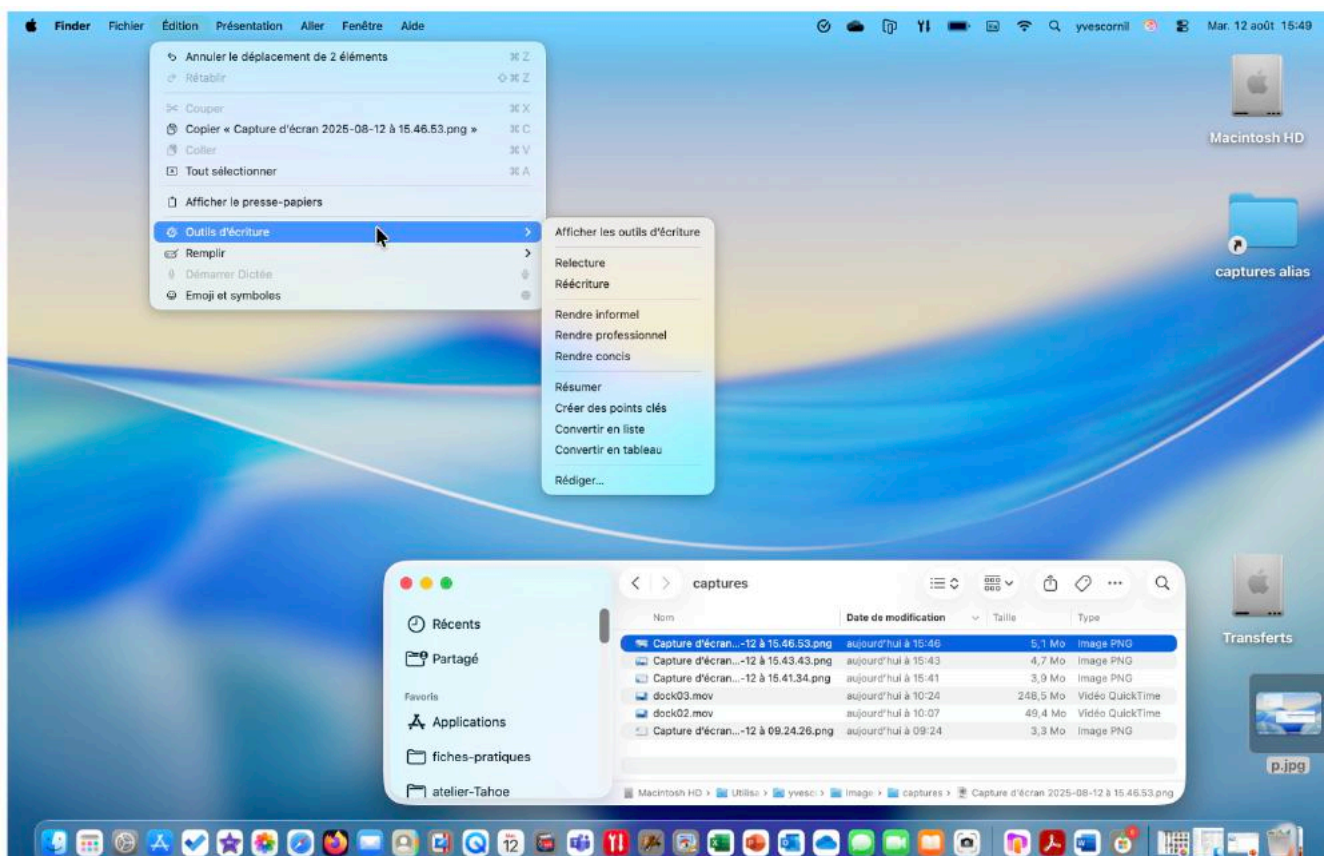 Finder Fichier Édition Présentation Aller Fenêtre Aide yvescornil Mar. 12 août 15:49
Annuler le déplacement de 2 éléments ⌘ Z
Rétablir ⇧ ⌘ Z
Couper ⌘ X
Copier « Capture d'écran 2025-08-12 à 15.46.53.png » ⌘ C
Coller ⌘ V
Tout sélectionner ⌘ A
Afficher le presse-papiers
Outils d'écriture
Remplir
Démarrer Dictée
Emoji et symboles
Afficher les outils d'écriture
Relecture
Réécriture
Rendre informel
Rendre professionnel
Rendre concis
Résumer
Créer des points clés
Convertir en liste
Convertir en tableau
Rédiger...
Macintosh HD
captures alias
Transferts
p.jpg
captures
Récents
Partagé
Favoris
Applications
fiches-pratiques
atelier-Tahoe
Nom Date de modification Taille Type
Capture d'écran...-12 à 15.46.53.png aujourd'hui à 15:46 5,1 Mo Image PNG
Capture d'écran...-12 à 15.43.43.png aujourd'hui à 15:43 4,7 Mo Image PNG
Capture d'écran...-12 à 15.41.34.png aujourd'hui à 15:41 3,9 Mo Image PNG
dock03.mov aujourd'hui à 10:24 248,5 Mo Vidéo QuickTime
dock02.mov aujourd'hui à 10:07 49,4 Mo Vidéo QuickTime
Capture d'écran...-12 à 09.24.26.png aujourd'hui à 09:24 3,3 Mo Image PNG
Macintosh HD › Utilisa › yvesc › Image › captures › Capture d'écran 2025-08-12 à 15.46.53.png
12